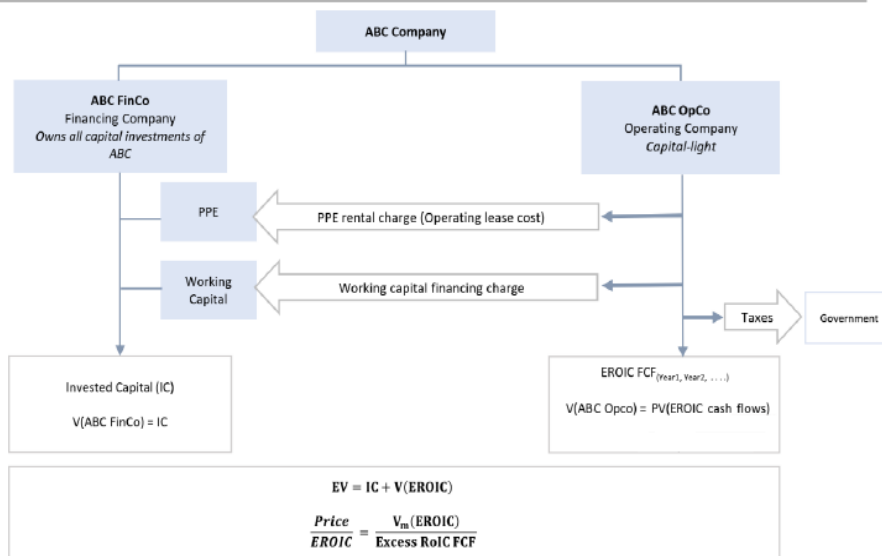 ABC Company
ABC FinCo
Financing Company
Owns all capital investments of
ABC
ABC OpCo
Operating Company
Capital-light
PPE
PPE rental charge (Operating lease cost)
Working
Capital
Working capital financing charge
Taxes
Government
Invested Capital (IC)
V(ABC FinCo) = IC
EROIC FCF(Year1, Year2, . . . .)
V(ABC Opco) = PV(EROIC cash flows)
EV = IC + V(EROIC)
Price/EROIC = Vm(EROIC)/Excess RoIC FCF